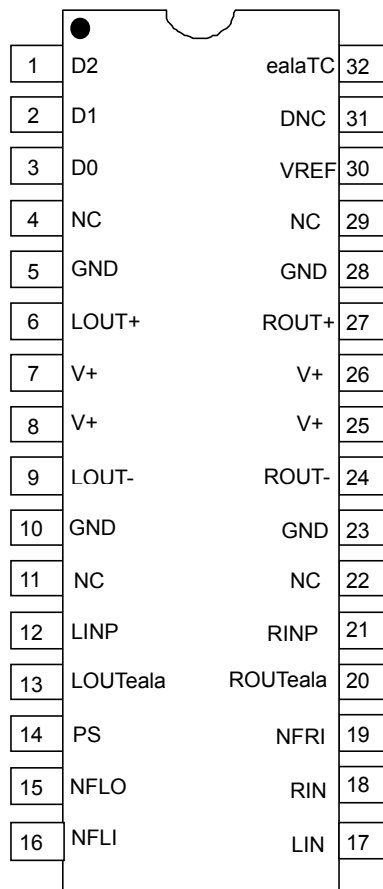 1 D2 ealaTC 32
2 D1 DNC 31
3 D0 VREF 30
4 NC NC 29
5 GND GND 28
6 LOUT+ ROUT+ 27
7 V+ V+ 26
8 V+ V+ 25
9 LOUT- ROUT- 24
10 GND GND 23
11 NC NC 22
12 LINP RINP 21
13 LOUTeala ROUTeala 20
14 PS NFRI 19
15 NFLO RIN 18
16 NFLI LIN 17